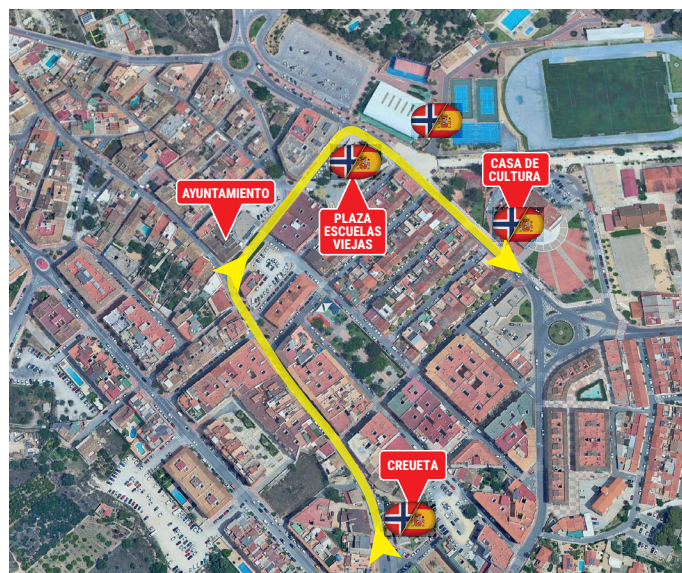 AYUNTAMIENTO
CASA DE
CULTURA
PLAZA
ESCUELAS
VIEJAS
CREUETA